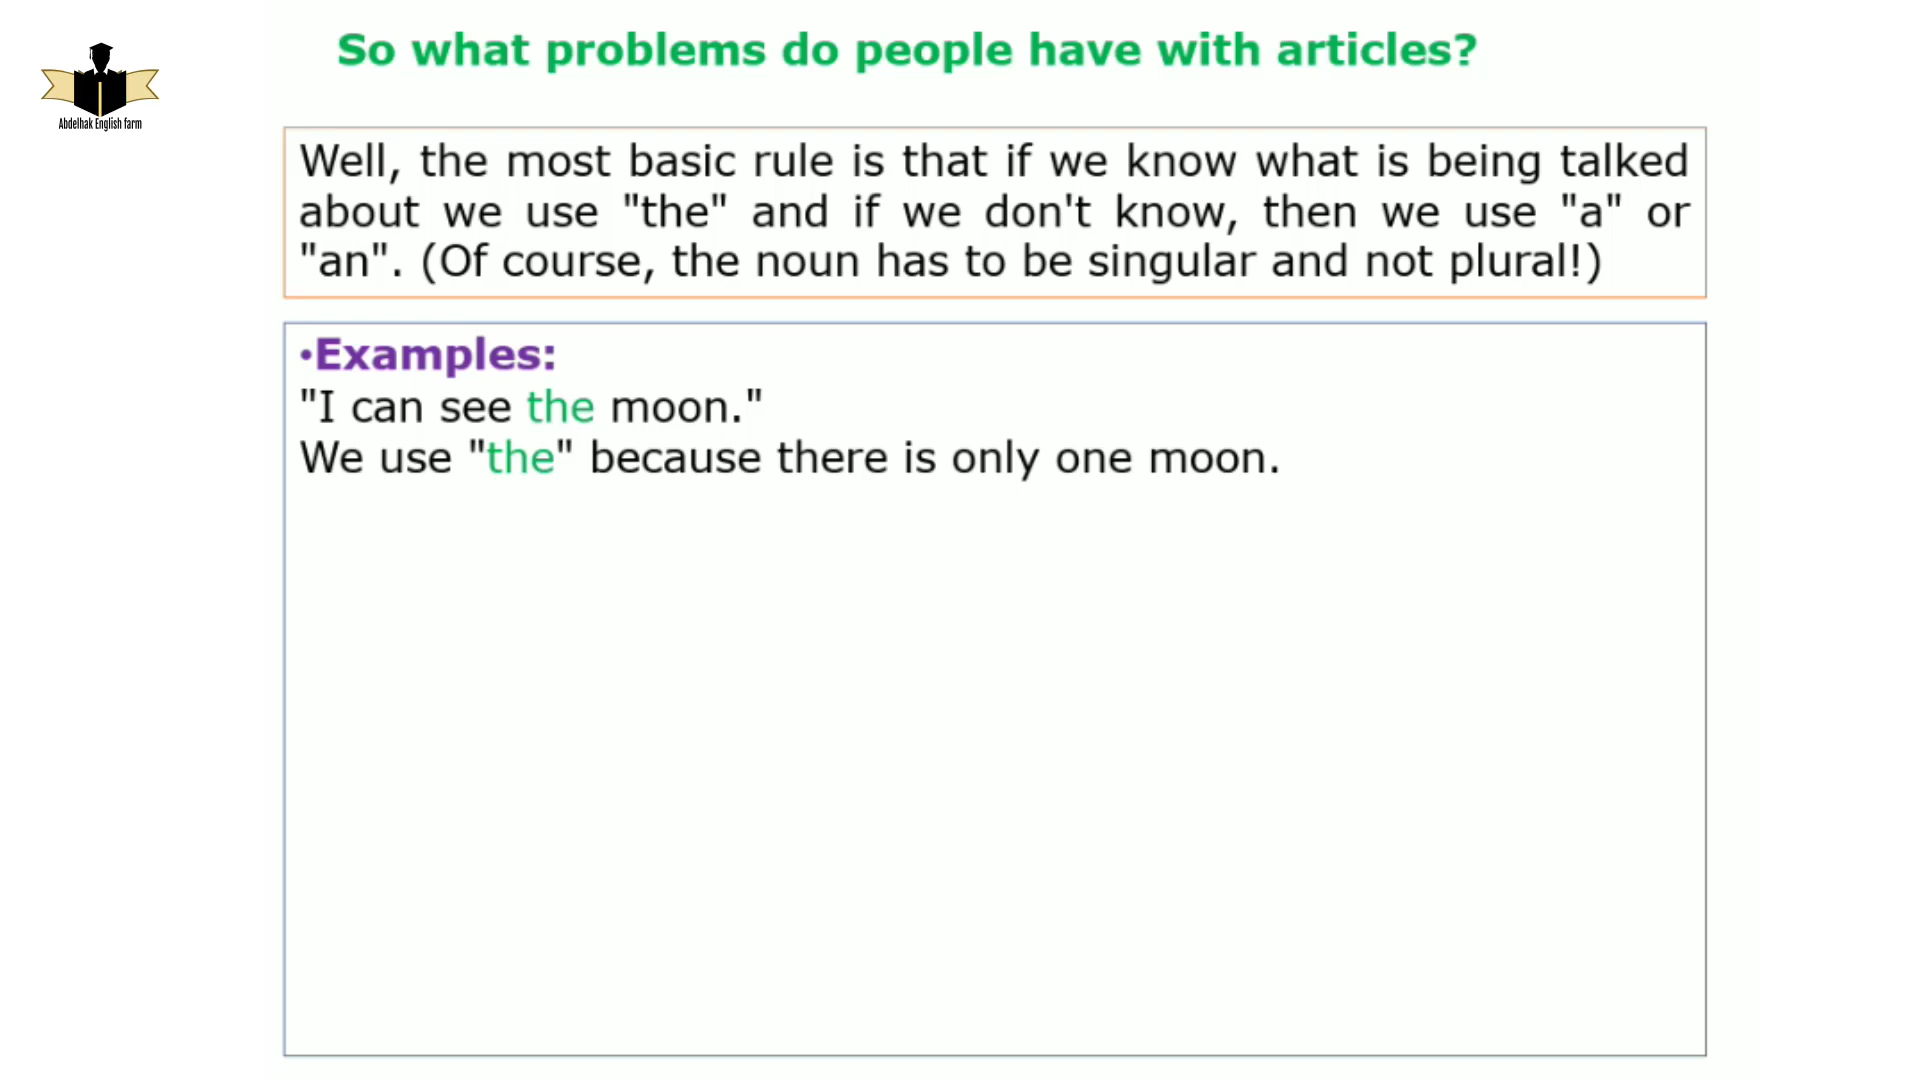 So what problems do people have with articles?
Abdelhak English farm
Well, the most basic rule is that if we know what is being talked
about we use "the" and if we don't know, then we use "a" or
"an". (Of course, the noun has to be singular and not plural!)
•Examples:
"I can see the moon."
We use "the" because there is only one moon.